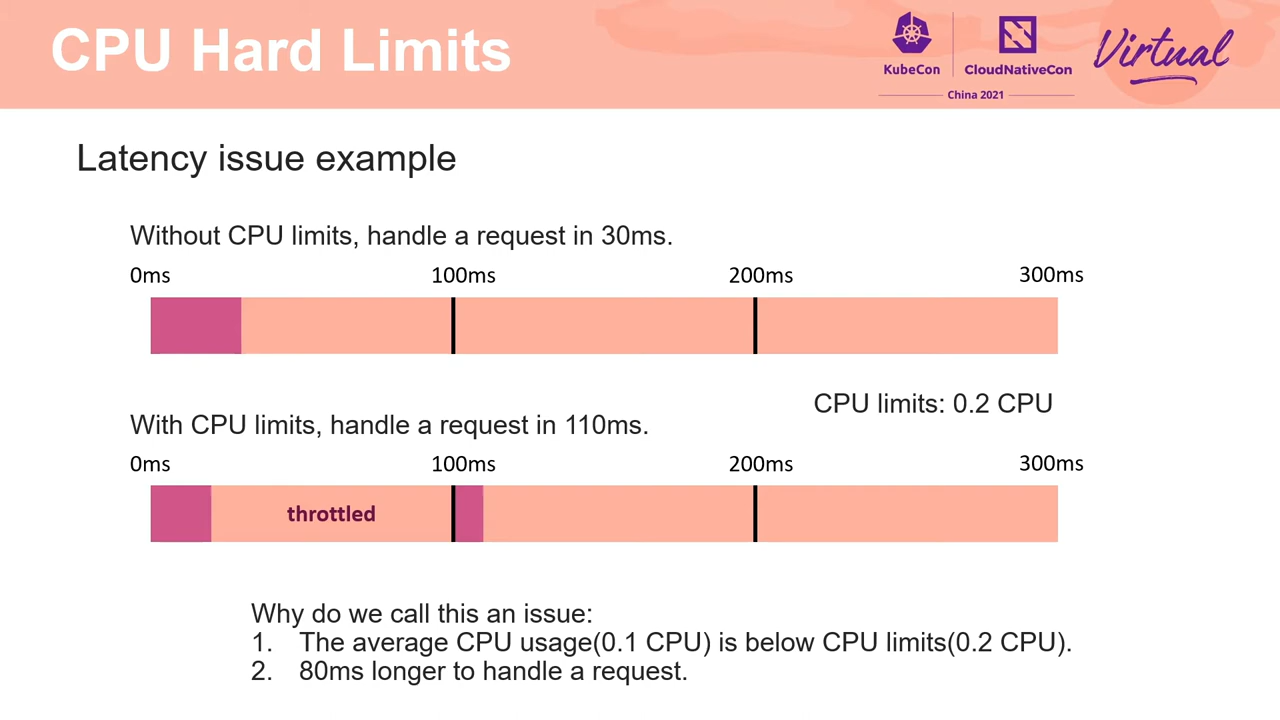 CPU Hard Limits
KubeCon
CloudNativeCon
China 2021
Virtual
Latency issue example
Without CPU limits, handle a request in 30ms.
0ms 100ms 200ms 300ms
CPU limits: 0.2 CPU
With CPU limits, handle a request in 110ms.
0ms 100ms 200ms 300ms
throttled
Why do we call this an issue:
1. The average CPU usage(0.1 CPU) is below CPU limits(0.2 CPU).
2. 80ms longer to handle a request.